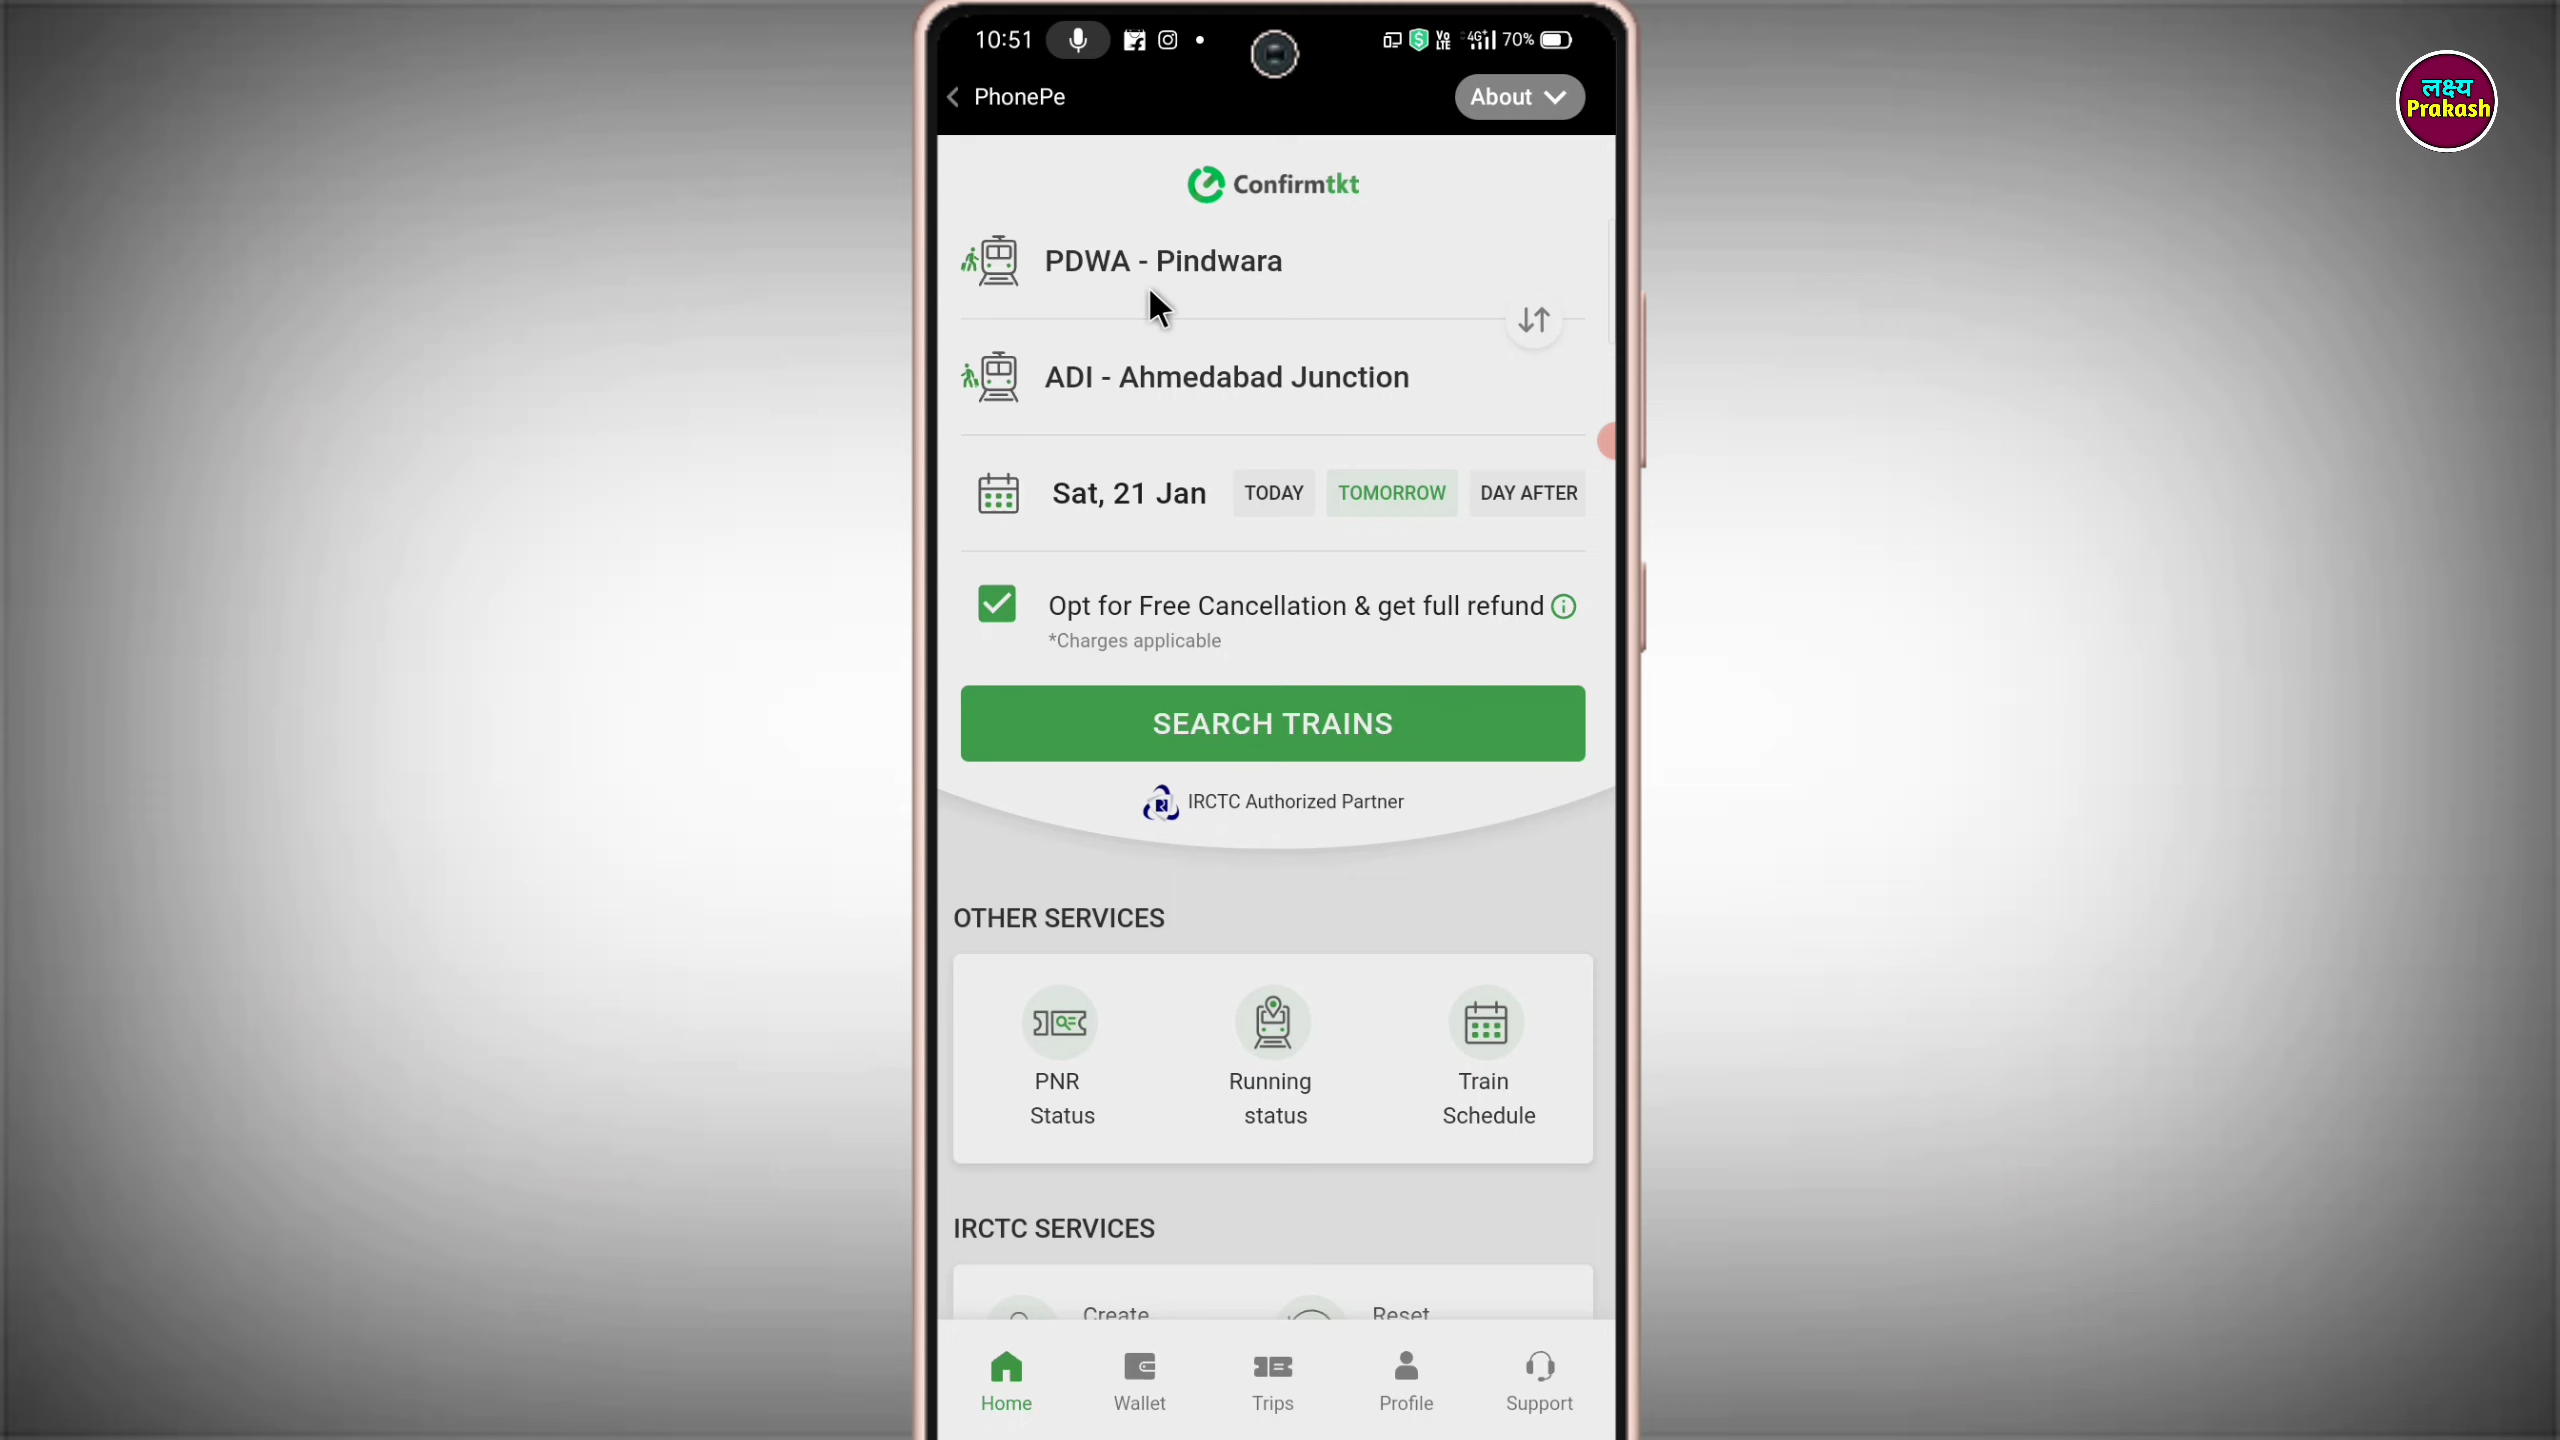 10:51
4G+ 70%
PhonePe
About
लक्ष्य
Prakash
Confirmtkt
PDWA - Pindwara
ADI - Ahmedabad Junction
Sat, 21 Jan TODAY TOMORROW DAY AFTER
Opt for Free Cancellation & get full refund
*Charges applicable
SEARCH TRAINS
IRCTC Authorized Partner
OTHER SERVICES
PNR Status
Running status
Train Schedule
IRCTC SERVICES
Create Reset
Home Wallet Trips Profile Support